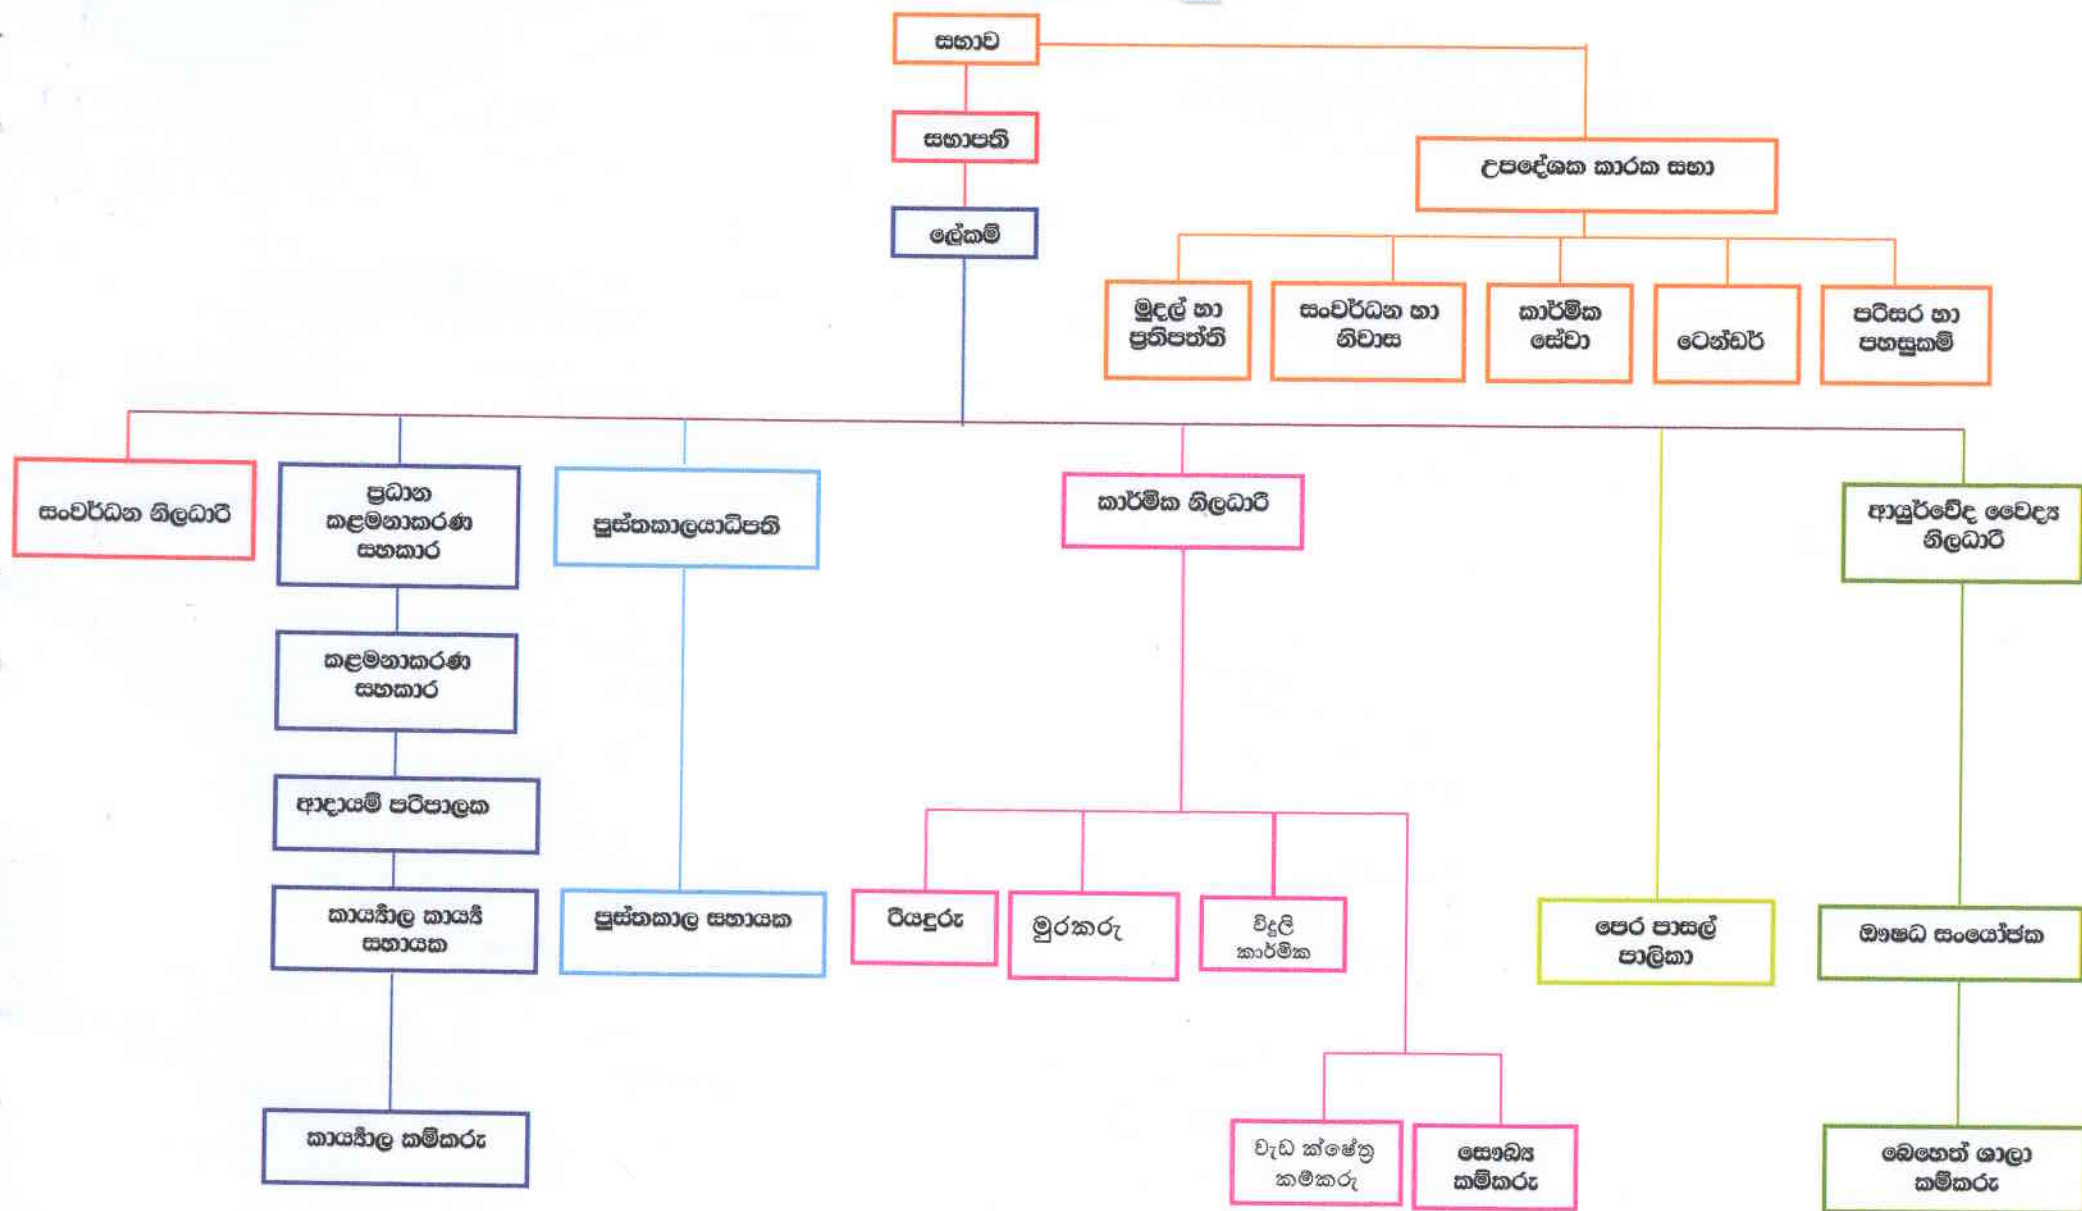 සභාව
සභාපති
උපදේශක කාරක සභා
ලේකම්
මුදල් හා
ප්‍රතිපත්ති
සංවර්ධන හා
නිවාස
කාර්මික
සේවා
ටෙන්ඩර්
පරිසර හා
පහසුකම්
සංවර්ධන නිලධාරී
ප්‍රධාන
කළමනාකරණ
සහකාර
පුස්තකාලයාධිපති
කාර්මික නිලධාරී
ආයුර්වේද වෛද්‍ය
නිලධාරී
කළමනාකරණ
සහකාර
ආදායම් පරිපාලක
කාර්‍යාල කාර්‍ය
සහායක
පුස්තකාල සහායක
රියදුරු
මුරකරු
විදුලි
කාර්මික
පෙර පාසල්
පාලිකා
ඖෂධ සංයෝජක
කාර්‍යාල කම්කරු
වැඩ ක්ෂේත්‍ර
කම්කරු
සෞඛ්‍ය
කම්කරු
බෙහෙත් ශාලා
කම්කරු